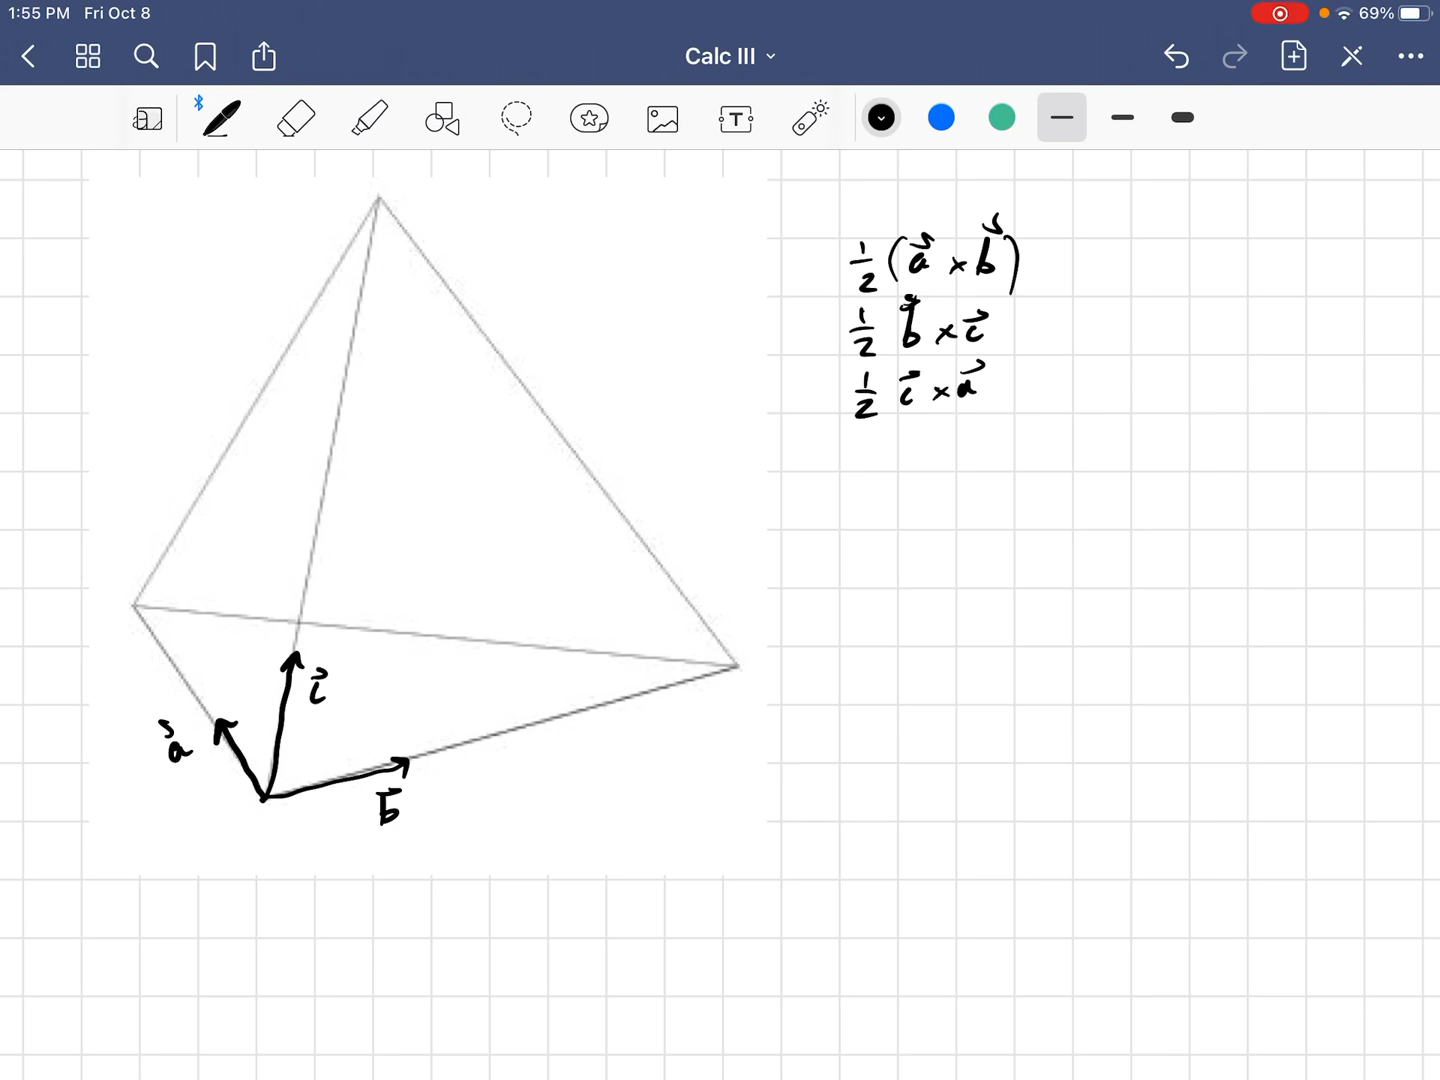 1:55 PM Fri Oct 8
69%
Calc III
a
T
1/2 (a⃗ × b⃗)
1/2 b⃗ × c⃗
1/2 c⃗ × a⃗
c⃗
a⃗
b⃗